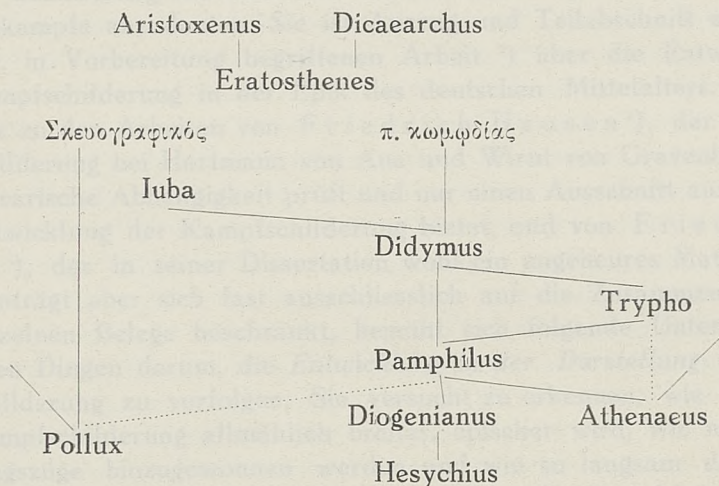 Aristoxenus Dicaearchus
Eratosthenes
Σκευογραφικός π. κωμῳδίας
Iuba
Didymus
Trypho
Pamphilus
Diogenianus Athenaeus
Pollux
Hesychius